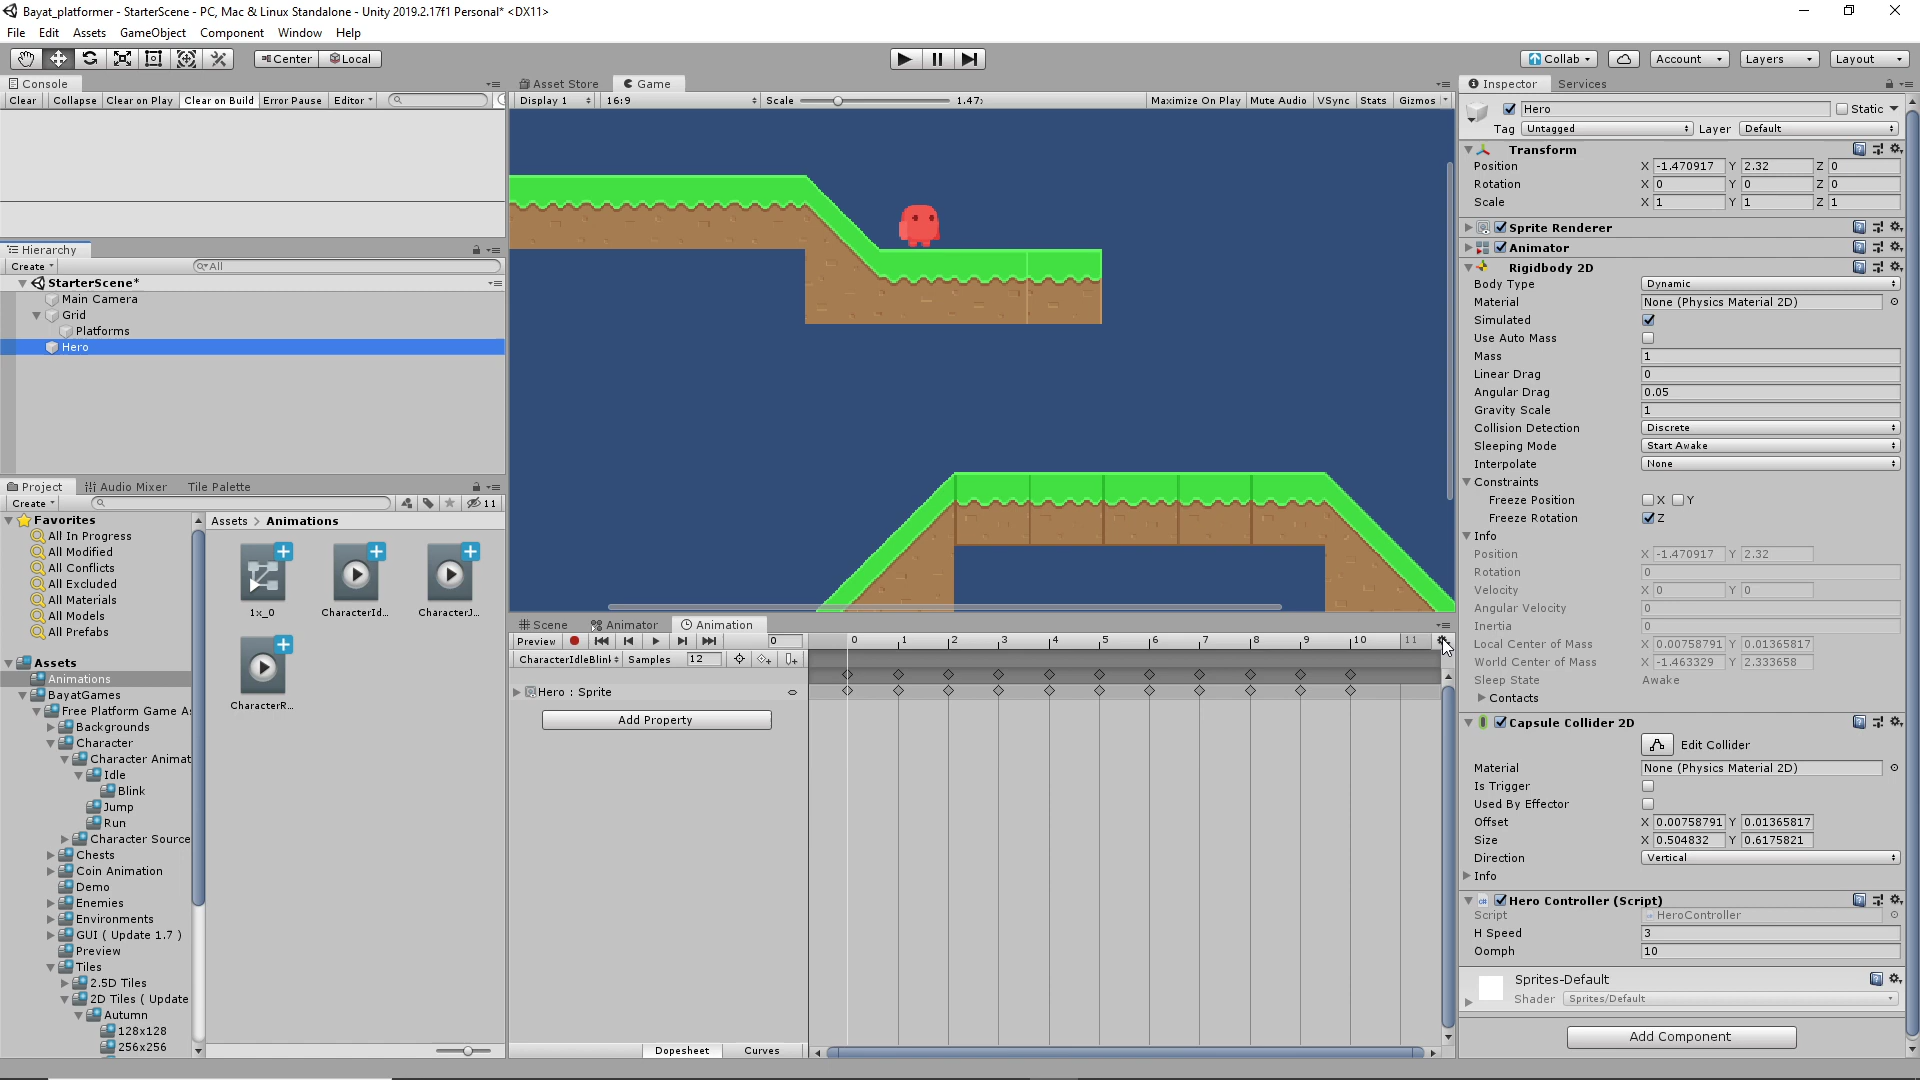 Bayat_platformer - StarterScene - PC, Mac & Linux Standalone - Unity 2019.2.17f1 Personal* <DX11>
File Edit Assets GameObject Component Window Help
Center Local
Collab Account Layers Layout
Console
Clear Collapse Clear on Play Clear on Build Error Pause Editor
Asset Store Game
Display 1 16:9 Scale 1.47x Maximize On Play Mute Audio VSync Stats Gizmos
Hierarchy
Create All
StarterScene*
Main Camera
Grid
Platforms
Hero
Project Audio Mixer Tile Palette
Create 11
Favorites
All In Progress
All Modified
All Conflicts
All Excluded
All Materials
All Models
All Prefabs
Assets
Animations
BayatGames
Free Platform Game A
Backgrounds
Character
Character Animat
Idle
Blink
Jump
Run
Character Source
Chests
Coin Animation
Demo
Enemies
Environments
GUI ( Update 1.7 )
Preview
Tiles
2.5D Tiles
2D Tiles ( Update
Autumn
128x128
256x256
Assets > Animations
1x_0 CharacterId... CharacterJ...
CharacterR...
Scene Animator Animation
Preview 0 0 1 2 3 4 5 6 7 8 9 10 11
CharacterIdleBlink Samples 12
Hero : Sprite
Add Property
Dopesheet Curves
Inspector Services
Hero Static
Tag Untagged Layer Default
Transform
Position X -1.470917 Y 2.32 Z 0
Rotation X 0 Y 0 Z 0
Scale X 1 Y 1 Z 1
Sprite Renderer
Animator
Rigidbody 2D
Body Type Dynamic
Material None (Physics Material 2D)
Simulated
Use Auto Mass
Mass 1
Linear Drag 0
Angular Drag 0.05
Gravity Scale 1
Collision Detection Discrete
Sleeping Mode Start Awake
Interpolate None
Constraints
Freeze Position X Y
Freeze Rotation Z
Info
Position X -1.470917 Y 2.32
Rotation 0
Velocity X 0 Y 0
Angular Velocity 0
Inertia 0
Local Center of Mass X 0.00758791 Y 0.01365817
World Center of Mass X -1.463329 Y 2.333658
Sleep State Awake
Contacts
Capsule Collider 2D
Edit Collider
Material None (Physics Material 2D)
Is Trigger
Used By Effector
Offset X 0.00758791 Y 0.01365817
Size X 0.504832 Y 0.6175821
Direction Vertical
Info
Hero Controller (Script)
Script HeroController
H Speed 3
Oomph 10
Sprites-Default
Shader Sprites/Default
Add Component